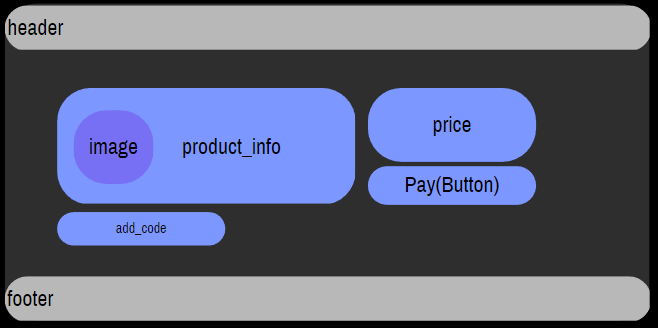 header
image
product_info
price
Pay(Button)
add_code
footer